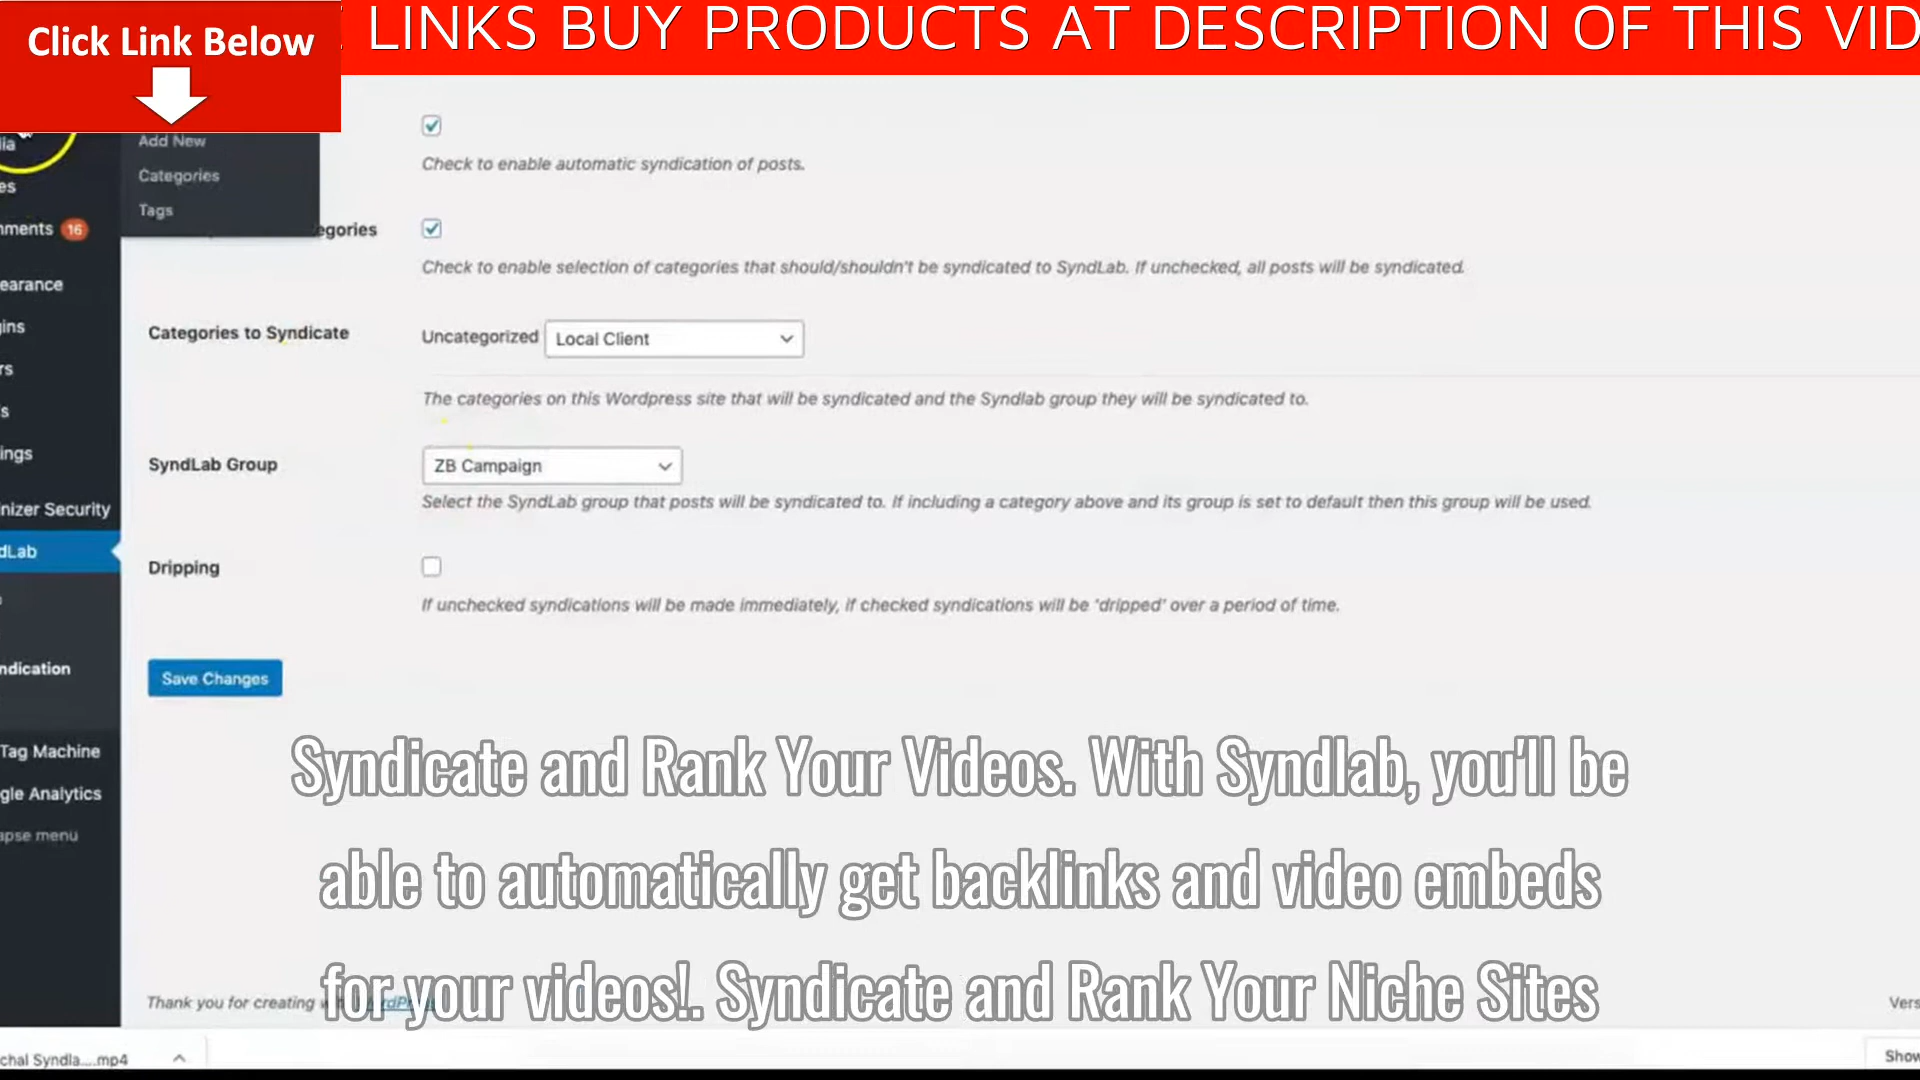 LINKS BUY PRODUCTS AT DESCRIPTION OF THIS VID
Click Link Below
Add New
Categories
Tags
16
Check to enable automatic syndication of posts.
egories
Check to enable selection of categories that should/shouldn't be syndicated to SyndLab. If unchecked, all posts will be syndicated.
earance
gins
Categories to Syndicate
Uncategorized Local Client
The categories on this Wordpress site that will be syndicated and the Syndlab group they will be syndicated to.
ings
SyndLab Group
ZB Campaign
Select the SyndLab group that posts will be syndicated to. If including a category above and its group is set to default then this group will be used.
nizer Security
dLab
Dripping
If unchecked syndications will be made immediately, if checked syndications will be 'dripped' over a period of time.
ndication
Save Changes
Tag Machine
gle Analytics
apse menu
Syndicate and Rank Your Videos. With Syndlab, you'll be
able to automatically get backlinks and video embeds
for your videos!. Syndicate and Rank Your Niche Sites
Thank you for creating
Vers
chal Syndla....mp4
Show